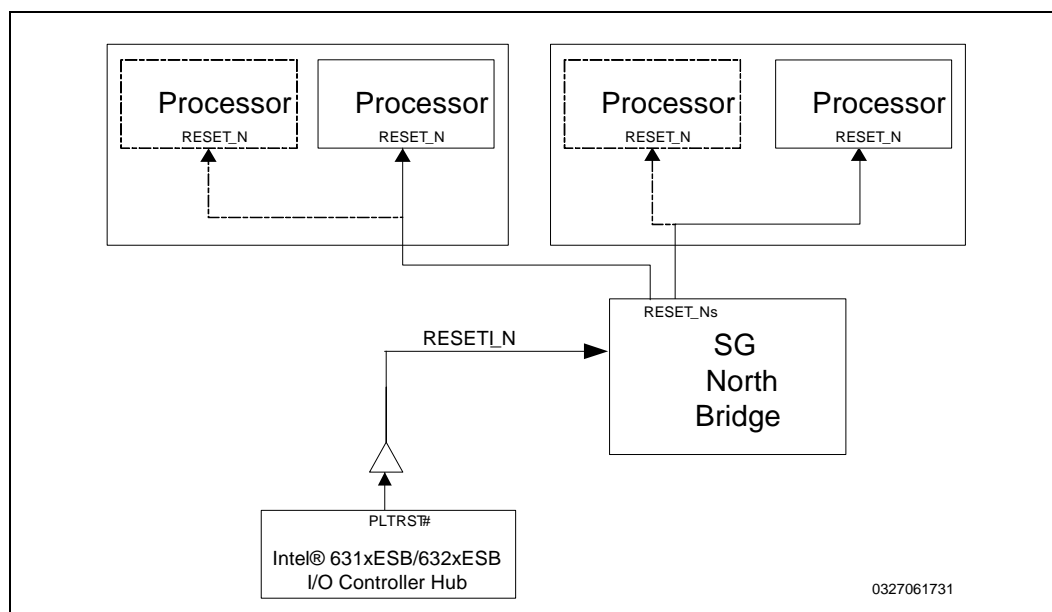 Processor
RESET_N
Processor
RESET_N
Processor
RESET_N
Processor
RESET_N
RESET_Ns
SG
North
Bridge
RESETI_N
PLTRST#
Intel® 631xESB/632xESB
I/O Controller Hub
0327061731